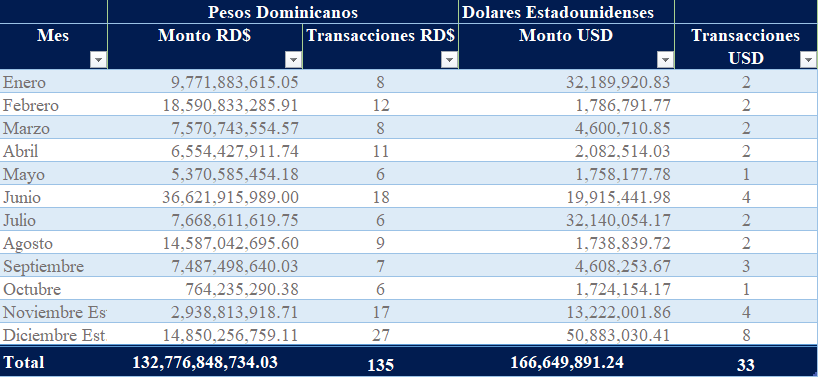 Pesos Dominicanos Dolares Estadounidenses
Mes Monto RD$ Transacciones RD$ Monto USD Transacciones USD
Enero 9,771,883,615.05 8 32,189,920.83 2
Febrero 18,590,833,285.91 12 1,786,791.77 2
Marzo 7,570,743,554.57 8 4,600,710.85 2
Abril 6,554,427,911.74 11 2,082,514.03 2
Mayo 5,370,585,454.18 6 1,758,177.78 1
Junio 36,621,915,989.00 18 19,915,441.98 4
Julio 7,668,611,619.75 6 32,140,054.17 2
Agosto 14,587,042,695.60 9 1,738,839.72 2
Septiembre 7,487,498,640.03 7 4,608,253.67 3
Octubre 764,235,290.38 6 1,724,154.17 1
Noviembre Es 2,938,813,918.71 17 13,222,001.86 4
Diciembre Est. 14,850,256,759.11 27 50,883,030.41 8
Total 132,776,848,734.03 135 166,649,891.24 33